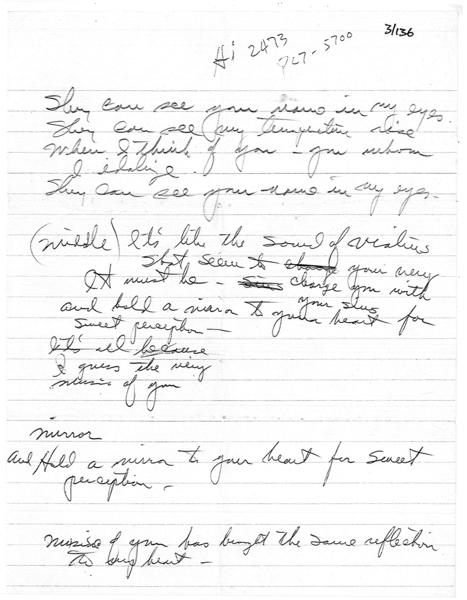 3/136
Hi 2473
727-5700
They can see your name in my eyes.
They can see my temperature rise
When I think of you - you whom
I idolize.
They can see your name in my eyes.
(middle) It's like the sound of violins
that seem to change your very
It must be - sins change you with
your
and hold a mirror to your heart for
sweet perception -
It's all because
I guess the very
music of you
mirror
and Hold a mirror to your heart for sweet
perception -
music of you has brought the same reflection
to my heart -